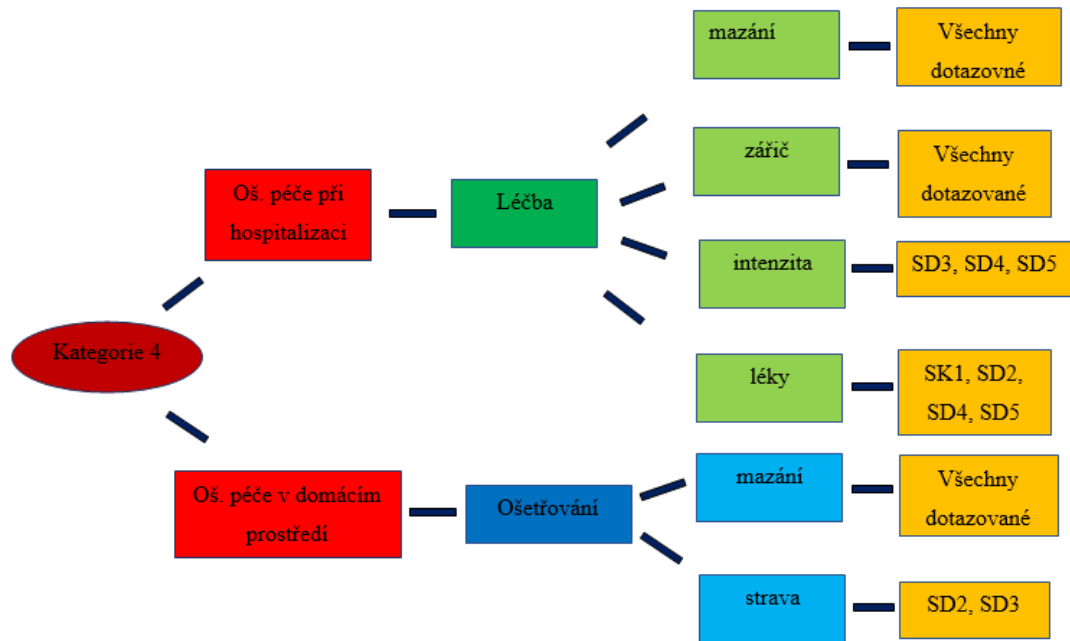 mazání
Všechny
dotazovné
zářič
Všechny
dotazované
Oš. péče při
hospitalizaci
Léčba
intenzita
SD3, SD4, SD5
Kategorie 4
léky
SK1, SD2,
SD4, SD5
Oš. péče v domácím
prostředí
Ošetřování
mazání
Všechny
dotazované
strava
SD2, SD3